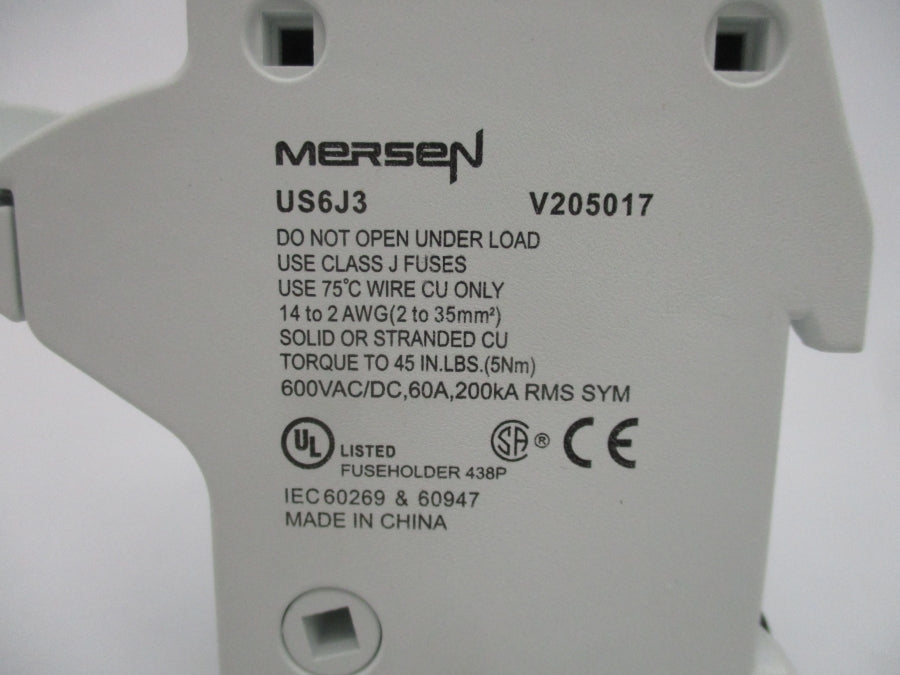 MERSEN
US6J3 V205017
DO NOT OPEN UNDER LOAD
USE CLASS J FUSES
USE 75°C WIRE CU ONLY
14 to 2 AWG(2 to 35mm²)
SOLID OR STRANDED CU
TORQUE TO 45 IN.LBS.(5Nm)
600VAC/DC,60A,200kA RMS SYM
UL LISTED SA ® CE
FUSEHOLDER 438P
IEC 60269 & 60947
MADE IN CHINA